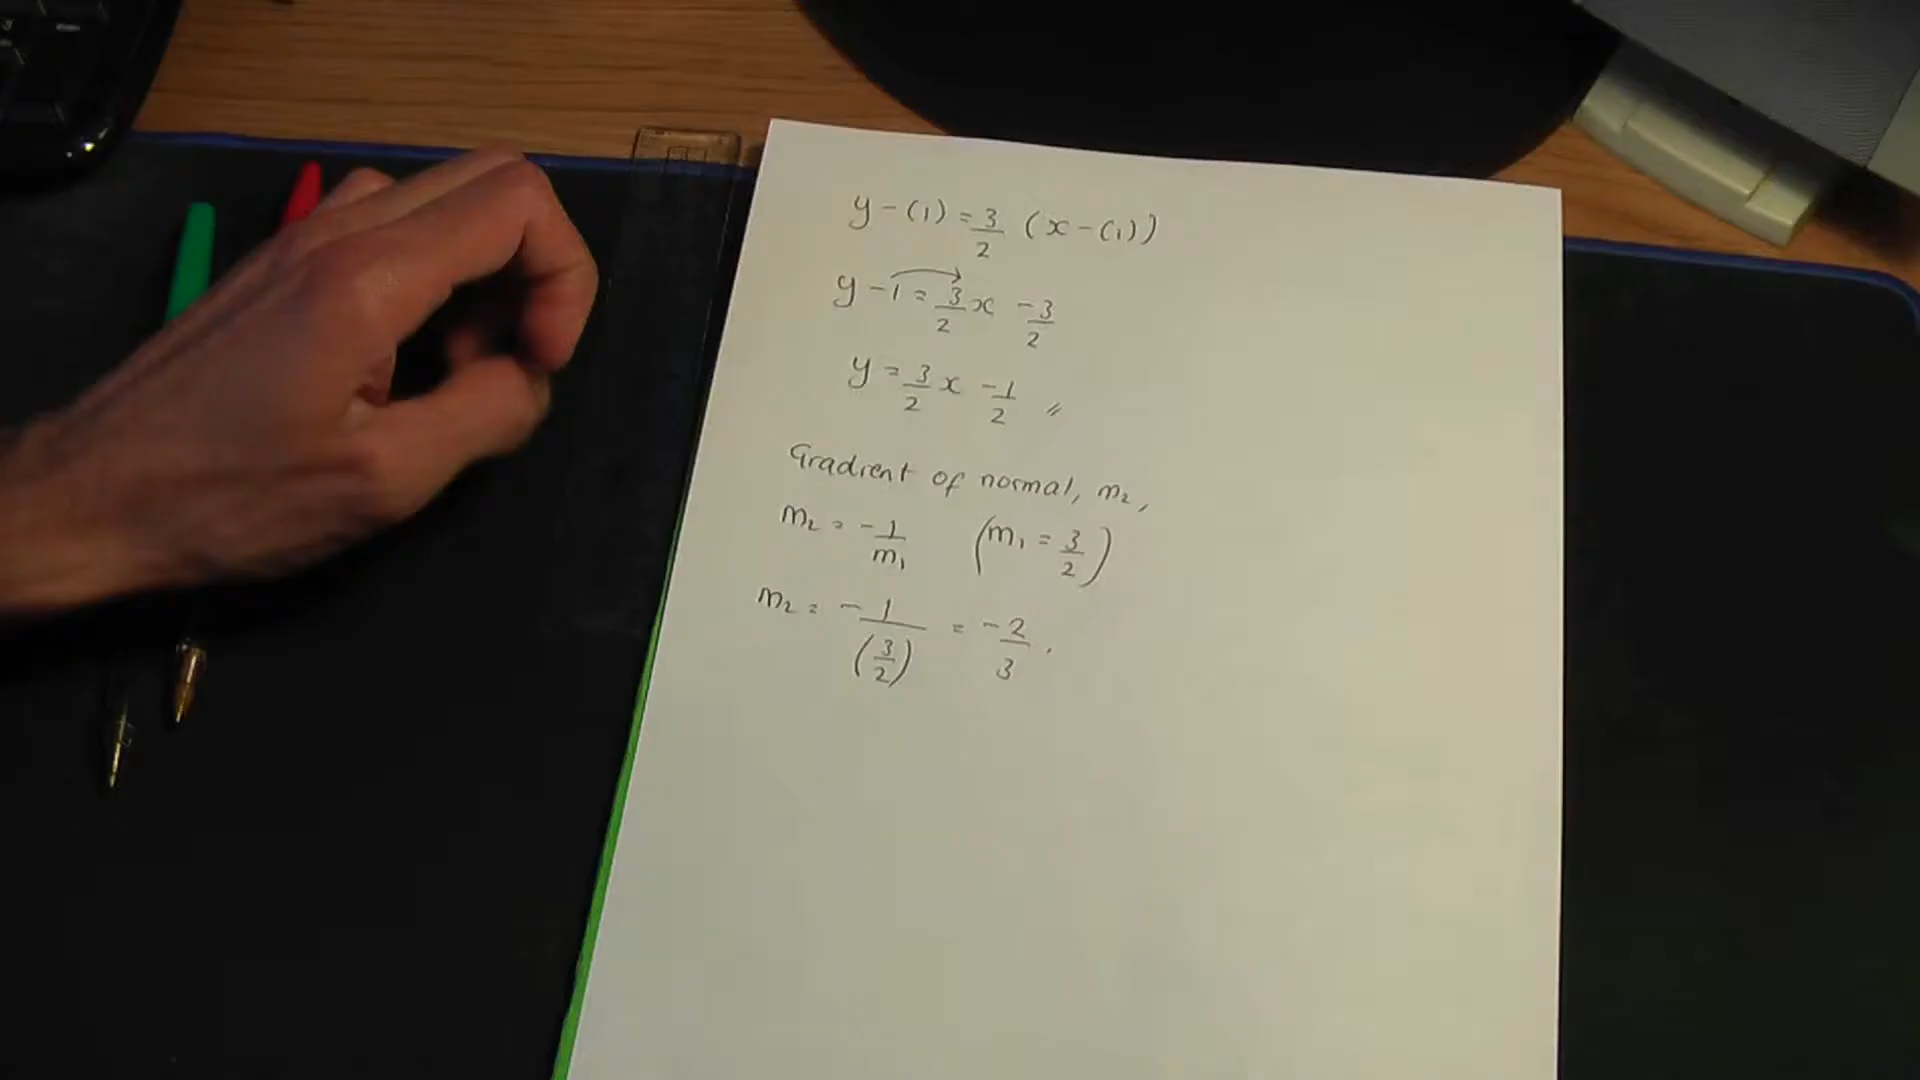 y - (1) = 3/2 (x - (1))
y - 1 = 3/2 x - 3/2
y = 3/2 x - 1/2 //
Gradient of normal, m₂,
m₂ = - 1/m₁ (m₁ = 3/2)
m₂ = - 1/(3/2) = - 2/3 .